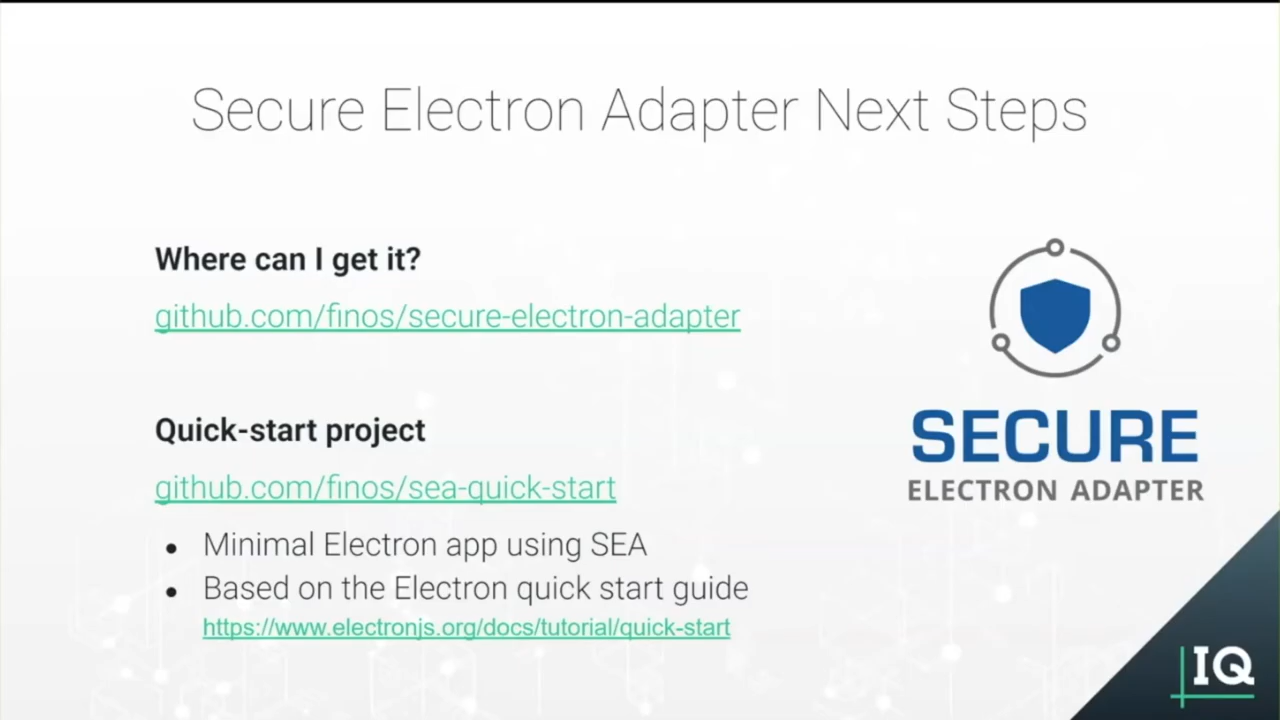 Secure Electron Adapter Next Steps
Where can I get it?
github.com/finos/secure-electron-adapter
Quick-start project
github.com/finos/sea-quick-start
• Minimal Electron app using SEA
• Based on the Electron quick start guide
https://www.electronjs.org/docs/tutorial/quick-start
SECURE
ELECTRON ADAPTER
IQ